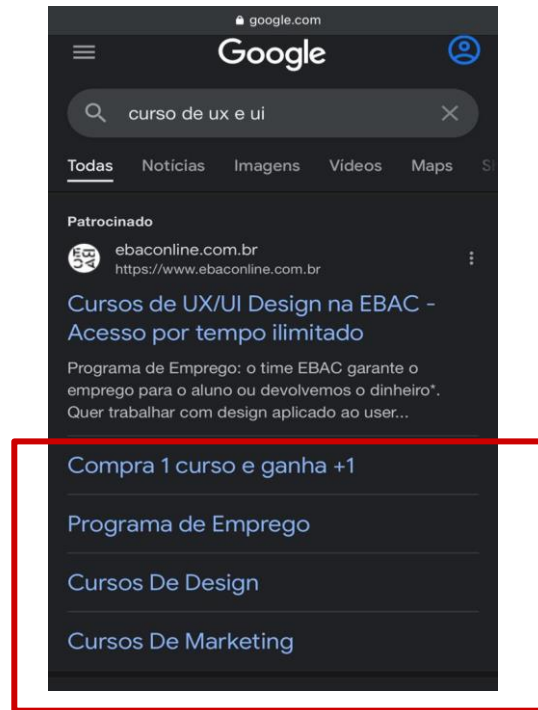 google.com
Google
curso de ux e ui
Todas Notícias Imagens Vídeos Maps
Patrocinado
ebaconline.com.br
https://www.ebaconline.com.br
Cursos de UX/UI Design na EBAC -
Acesso por tempo ilimitado
Programa de Emprego: o time EBAC garante o
emprego para o aluno ou devolvemos o dinheiro*.
Quer trabalhar com design aplicado ao user...
Compra 1 curso e ganha +1
Programa de Emprego
Cursos De Design
Cursos De Marketing